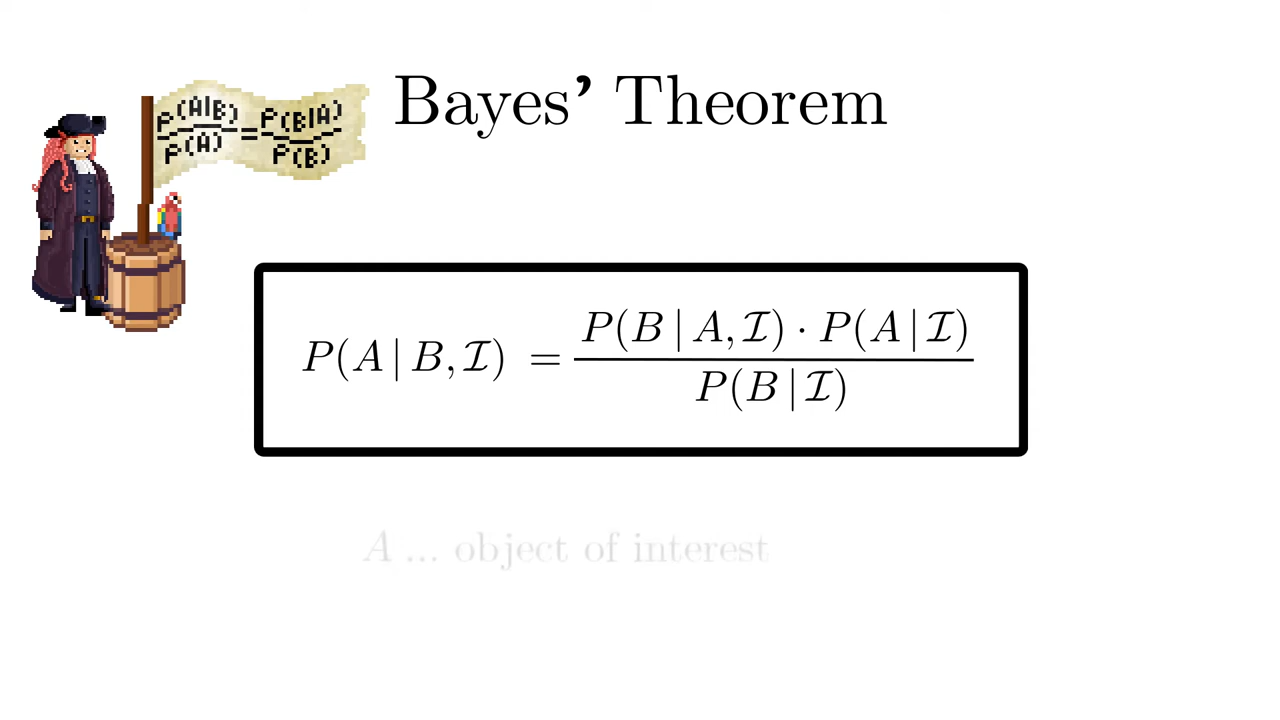 Bayes' Theorem
P(A|B) = P(B|A)
P(A) P(B)
P(B | A, ℐ) · P(A | ℐ)
P(A | B, ℐ) =
P(B | ℐ)
A ... object of interest